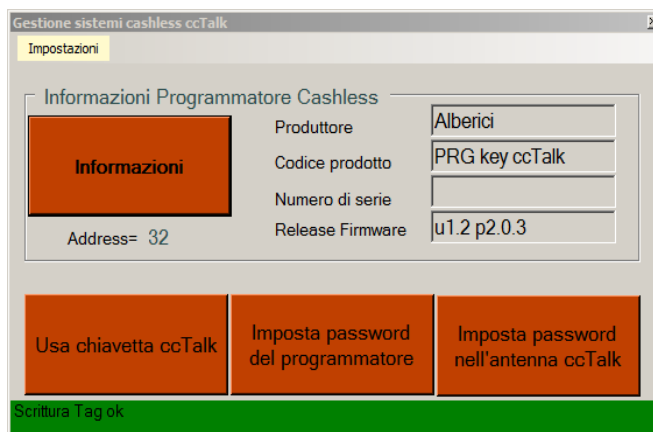 Gestione sistemi cashless ccTalk
Impostazioni
Informazioni Programmatore Cashless
Informazioni
Produttore
Alberici
Codice prodotto
PRG key ccTalk
Numero di serie
Release Firmware
u1.2 p2.0.3
Address= 32
Usa chiavetta ccTalk
Imposta password
del programmatore
Imposta password
nell'antenna ccTalk
Scrittura Tag ok